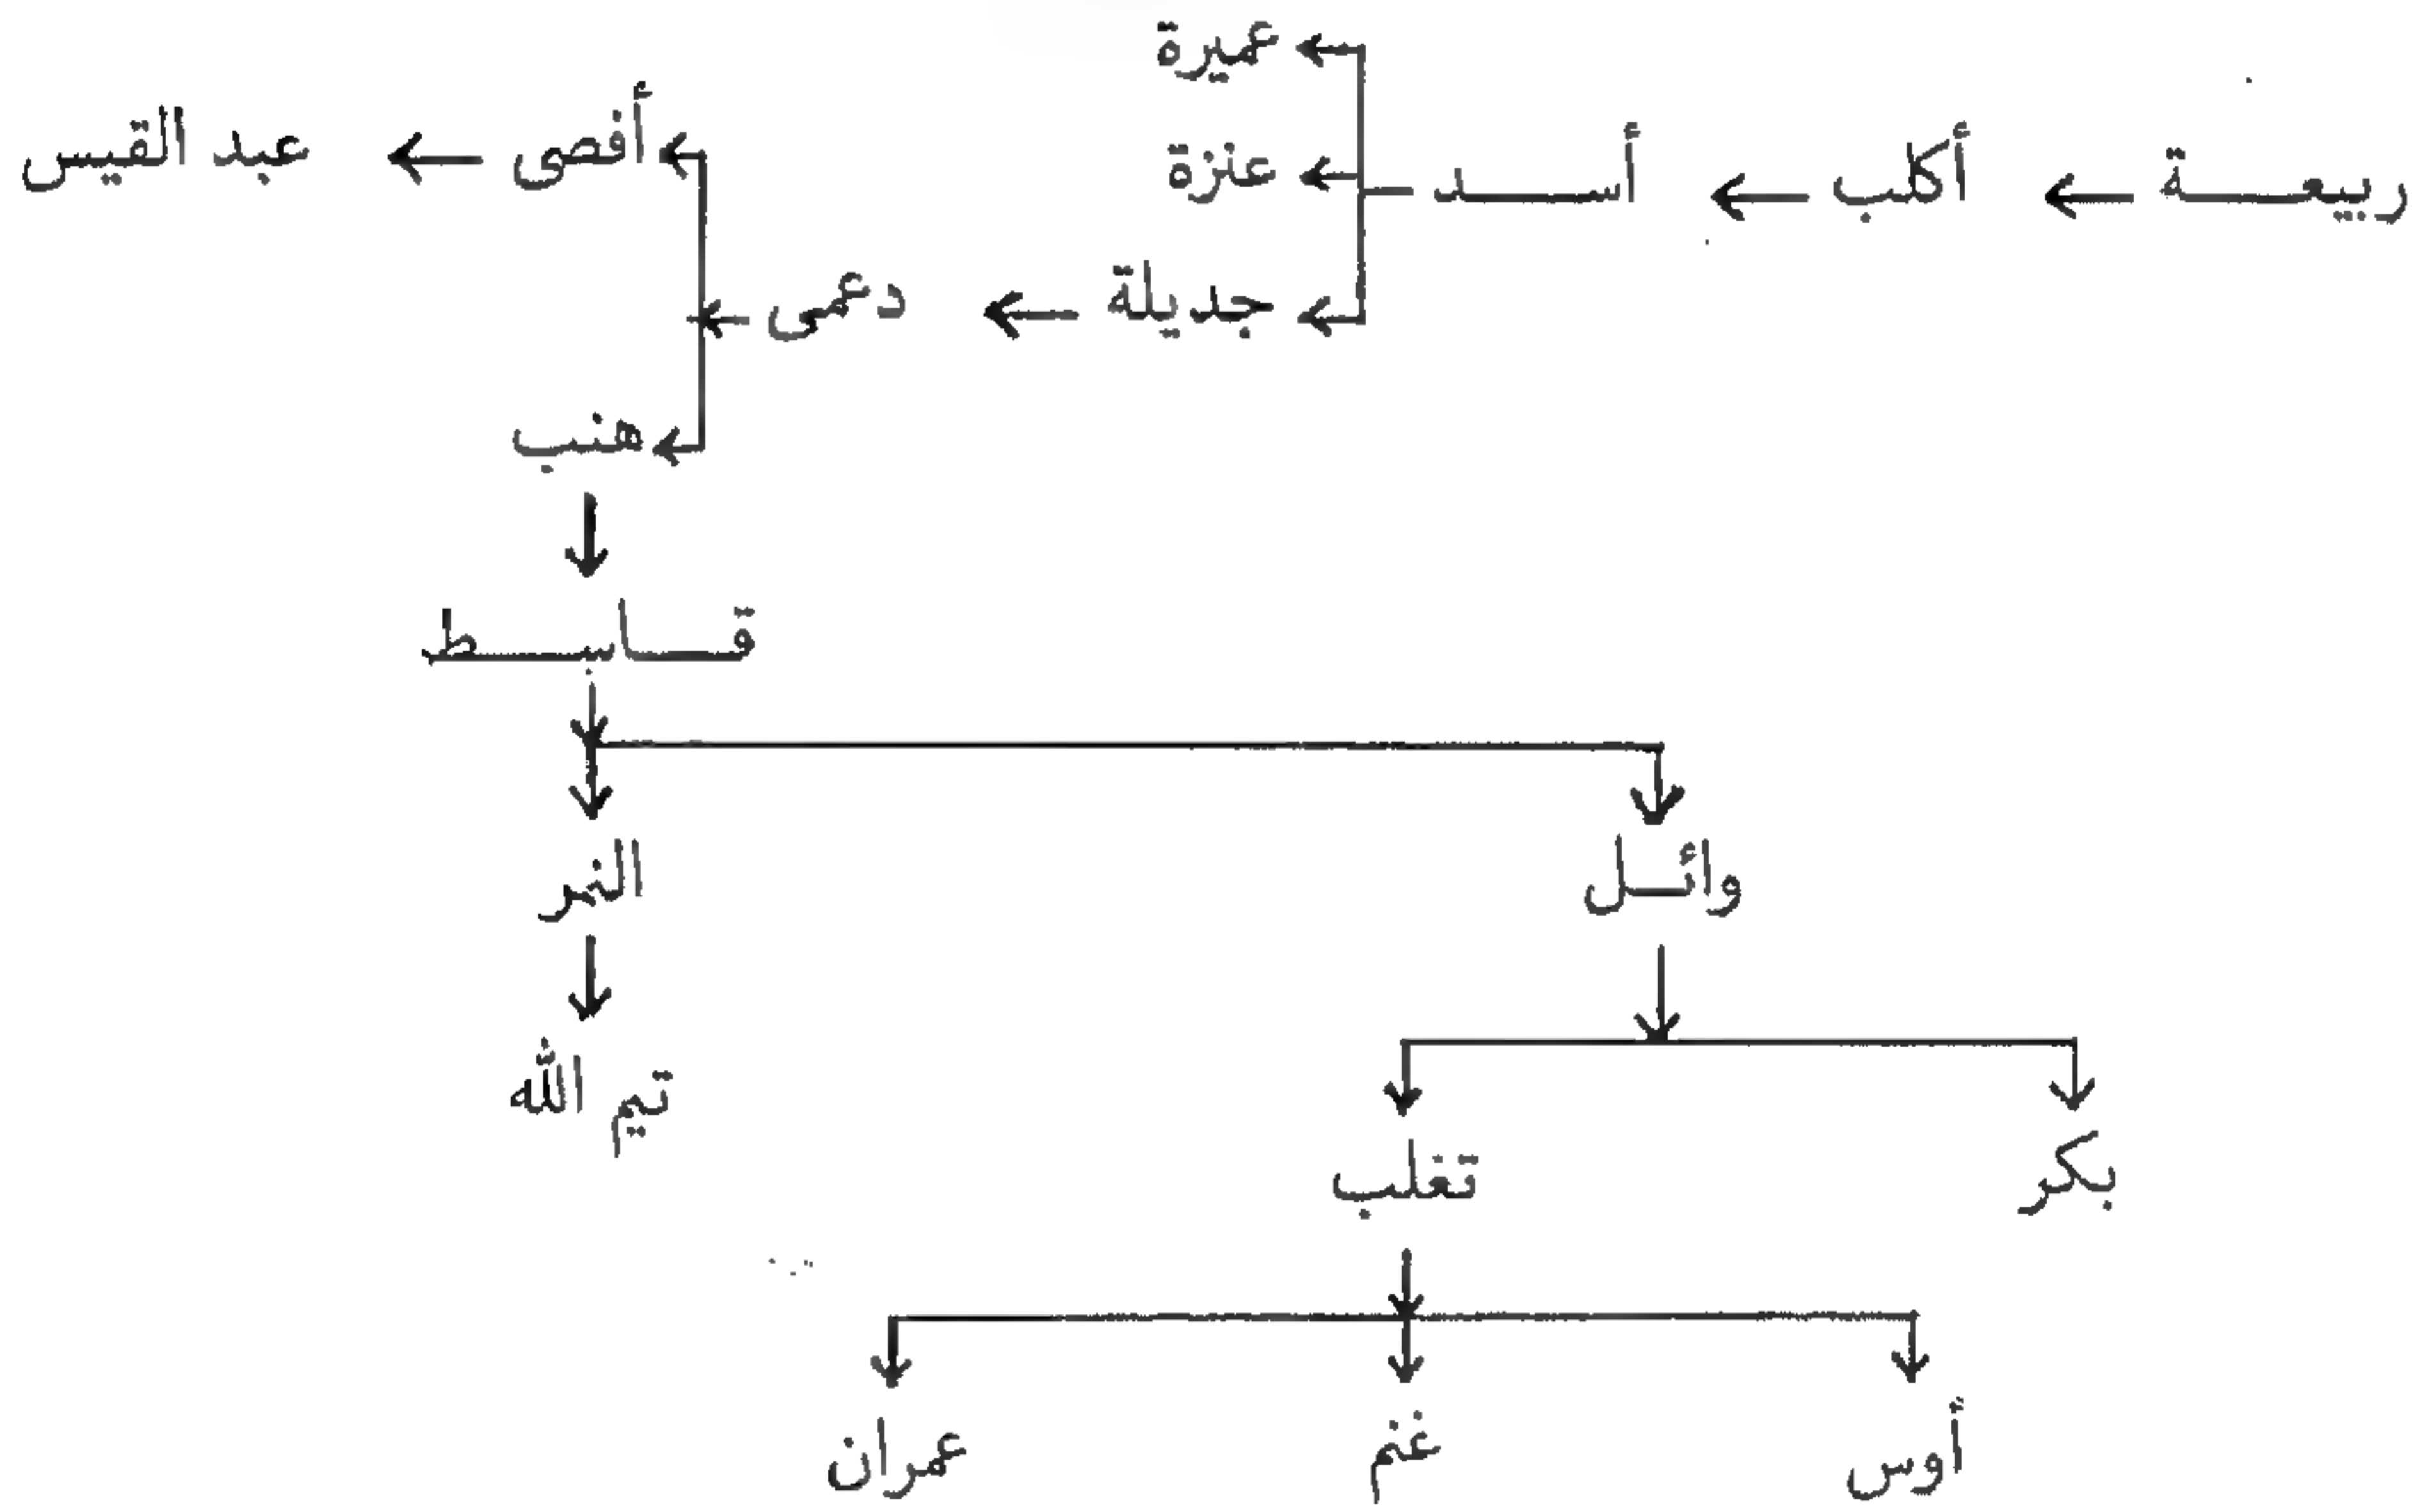 عميرة
ربيعة أكلب أسد عنزة أفصى عبد القيس
جديلة دعمى
هنب
قاسط
وائل النمر
تيم الله
بكر تغلب
أوس غنم عمران